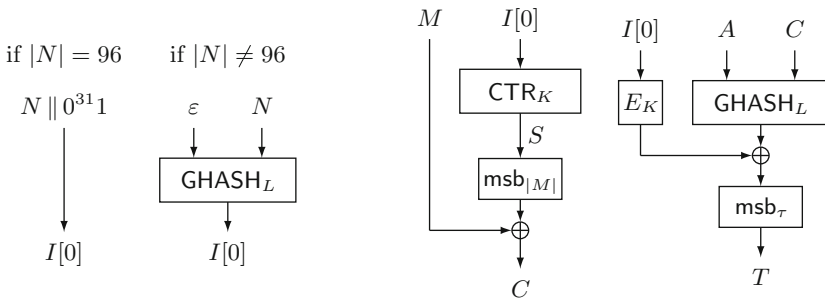 if |N| = 96
if |N| ≠ 96
N ∥ 0³¹1
ε
N
GHASH_L
I[0]
I[0]
M
I[0]
CTR_K
S
msb_|M|
C
I[0]
A
C
E_K
GHASH_L
msb_τ
T